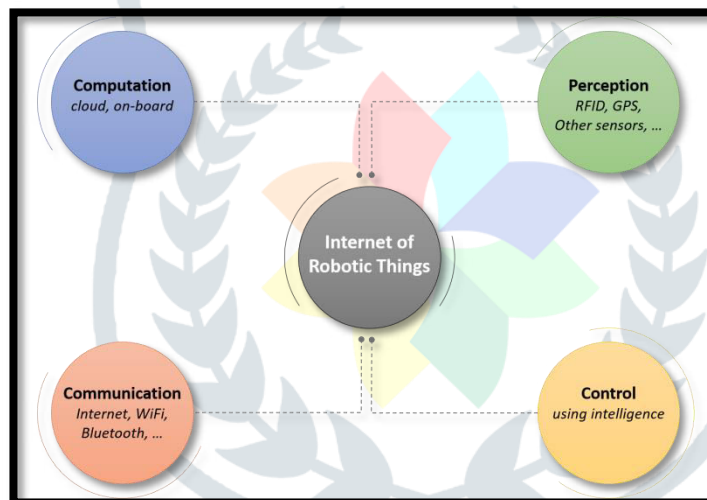 Computation
cloud, on-board
Perception
RFID, GPS,
Other sensors, ...
Internet of
Robotic Things
Communication
Internet, WiFi,
Bluetooth, ...
Control
using intelligence